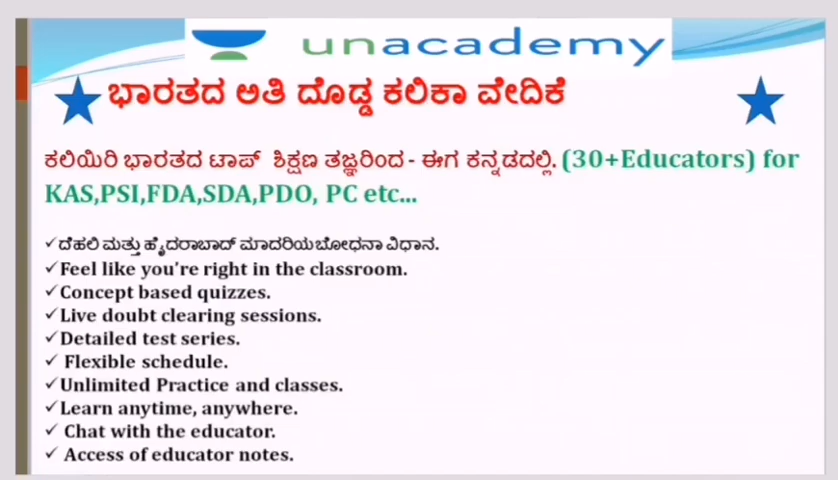 unacademy
ಭಾರತದ ಅತಿ ದೊಡ್ಡ ಕಲಿಕಾ ವೇದಿಕೆ
ಕಲಿಯಿರಿ ಭಾರತದ ಟಾಪ್ ಶಿಕ್ಷಣ ತಜ್ಞರಿಂದ - ಈಗ ಕನ್ನಡದಲ್ಲಿ. (30+Educators) for
KAS,PSI,FDA,SDA,PDO, PC etc...
✓ದೆಹಲಿ ಮತ್ತು ಹೈದರಾಬಾದ್ ಮಾದರಿಯ ಬೋಧನಾ ವಿಧಾನ.
✓Feel like you’re right in the classroom.
✓Concept based quizzes.
✓Live doubt clearing sessions.
✓Detailed test series.
✓ Flexible schedule.
✓Unlimited Practice and classes.
✓Learn anytime, anywhere.
✓ Chat with the educator.
✓ Access of educator notes.